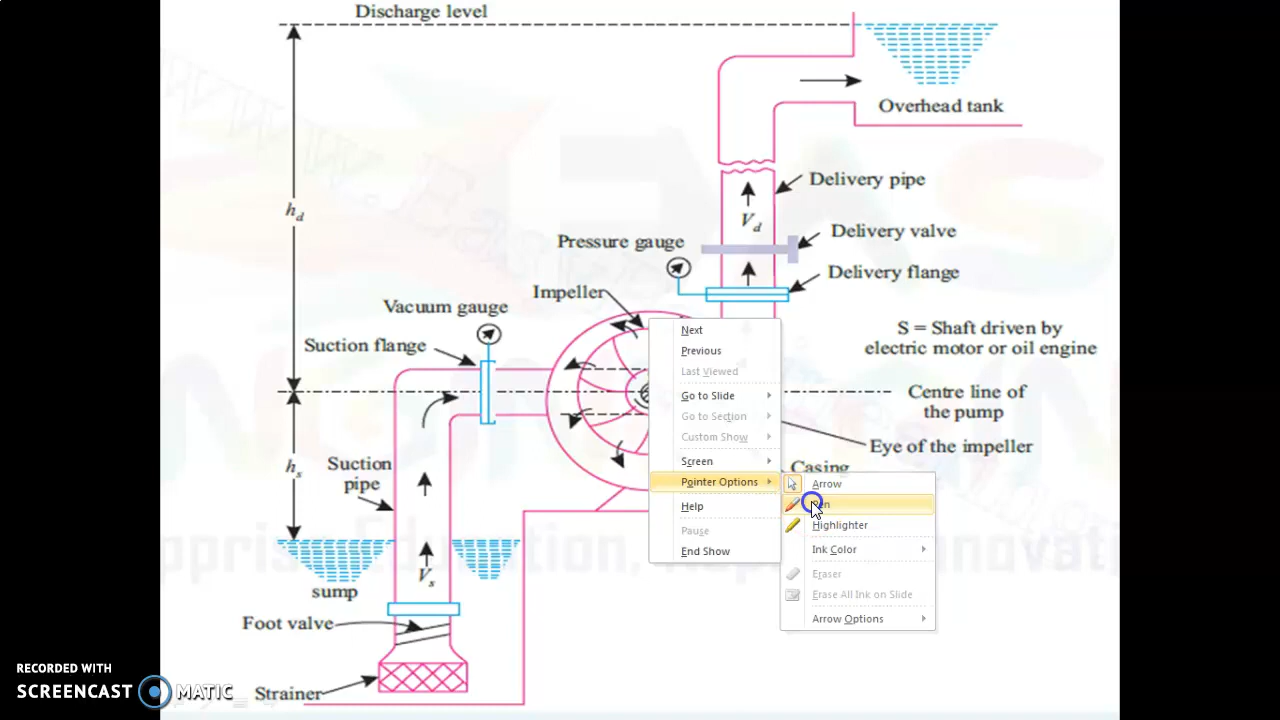 Discharge level
Overhead tank
Delivery pipe
h_d
V_d
Delivery valve
Pressure gauge
Delivery flange
Impeller
Vacuum gauge
S = Shaft driven by
electric motor or oil engine
Suction flange
Centre line of
the pump
Eye of the impeller
h_s
Suction
pipe
Casing
Next
Previous
Last Viewed
Go to Slide
Go to Section
Custom Show
Screen
Pointer Options
Help
Pause
End Show
Arrow
Pen
Highlighter
Ink Color
Eraser
Erase All Ink on Slide
Arrow Options
V_s
sump
Foot valve
Strainer
RECORDED WITH
SCREENCAST MATIC